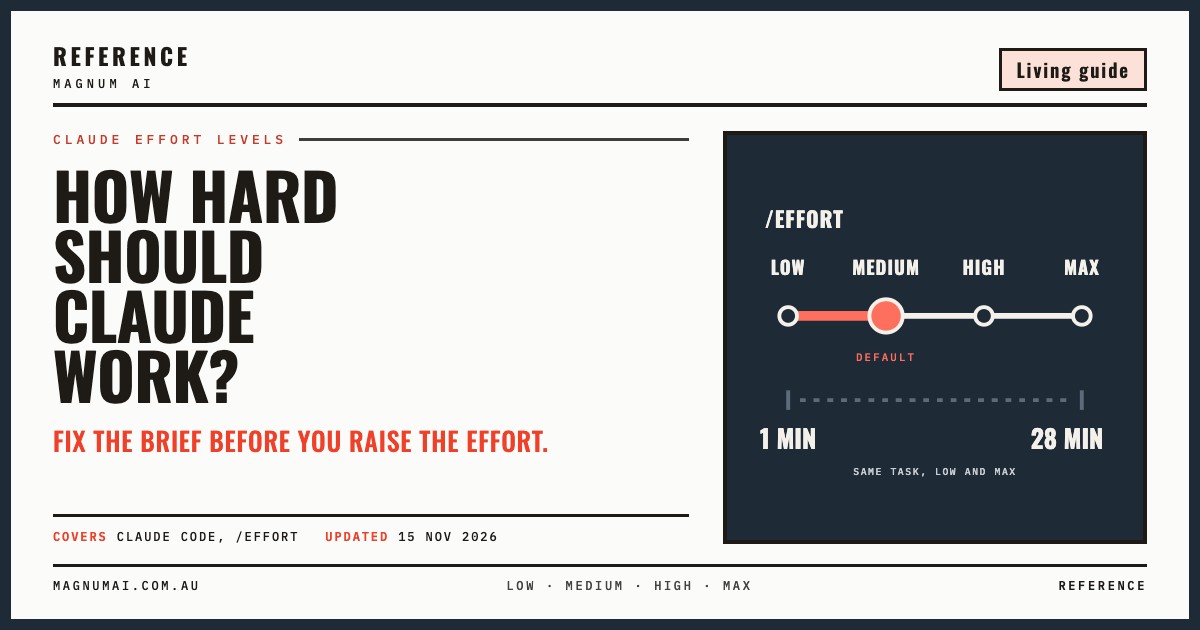 REFERENCE
MAGNUM AI
Living guide
CLAUDE EFFORT LEVELS
HOW HARD
SHOULD
CLAUDE
WORK?
FIX THE BRIEF BEFORE YOU RAISE THE EFFORT.
COVERS CLAUDE CODE, /EFFORT UPDATED 15 NOV 2026
/EFFORT
LOW MEDIUM HIGH MAX
DEFAULT
1 MIN 28 MIN
SAME TASK, LOW AND MAX
MAGNUMAI.COM.AU LOW · MEDIUM · HIGH · MAX REFERENCE